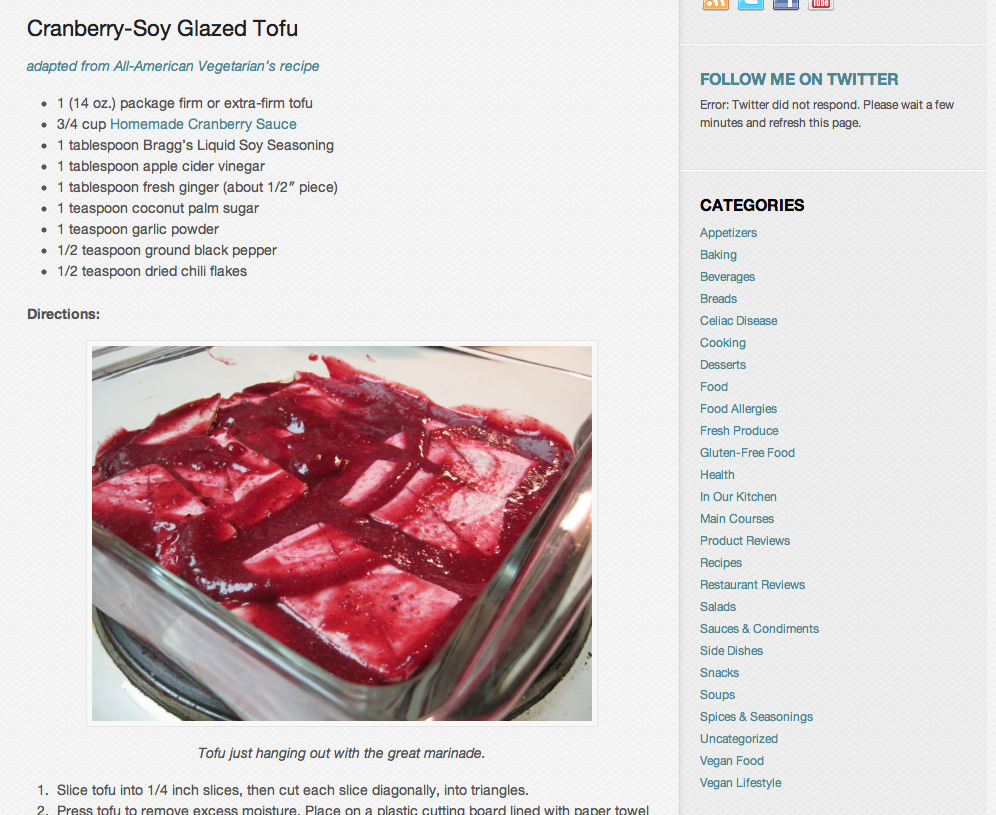 Cranberry-Soy Glazed Tofu
adapted from All-American Vegetarian's recipe
1 (14 oz.) package firm or extra-firm tofu
3/4 cup Homemade Cranberry Sauce
1 tablespoon Bragg's Liquid Soy Seasoning
1 tablespoon apple cider vinegar
1 tablespoon fresh ginger (about 1/2″ piece)
1 teaspoon coconut palm sugar
1 teaspoon garlic powder
1/2 teaspoon ground black pepper
1/2 teaspoon dried chili flakes
Directions:
Tofu just hanging out with the great marinade.
1. Slice tofu into 1/4 inch slices, then cut each slice diagonally, into triangles.
2. Press tofu to remove excess moisture. Place on a plastic cutting board lined with paper towel
You Tube
FOLLOW ME ON TWITTER
Error: Twitter did not respond. Please wait a few
minutes and refresh this page.
CATEGORIES
Appetizers
Baking
Beverages
Breads
Celiac Disease
Cooking
Desserts
Food
Food Allergies
Fresh Produce
Gluten-Free Food
Health
In Our Kitchen
Main Courses
Product Reviews
Recipes
Restaurant Reviews
Salads
Sauces & Condiments
Side Dishes
Snacks
Soups
Spices & Seasonings
Uncategorized
Vegan Food
Vegan Lifestyle